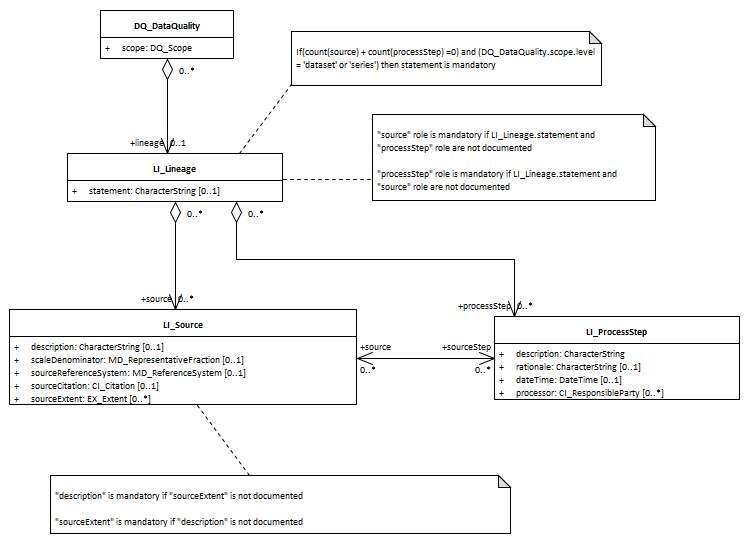 DQ_DataQuality
+ scope: DQ_Scope
0..*
If(count(source) + count(processStep) =0) and (DQ_DataQuality.scope.level
= 'dataset' or 'series') then statement is mandatory
+lineage 0..1
"source" role is mandatory if LI_Lineage.statement and
"processStep" role are not documented
"processStep" role is mandatory if LI_Lineage.statement and
"source" role are not documented
LI_Lineage
+ statement: CharacterString [0..1]
0..* 0..*
+source 0..*
+processStep 0..*
LI_Source
+ description: CharacterString [0..1]
+ scaleDenominator: MD_RepresentativeFraction [0..1]
+ sourceReferenceSystem: MD_ReferenceSystem [0..1]
+ sourceCitation: CI_Citation [0..1]
+ sourceExtent: EX_Extent [0..*]
+source +sourceStep
0..* 0..*
LI_ProcessStep
+ description: CharacterString
+ rationale: CharacterString [0..1]
+ dateTime: DateTime [0..1]
+ processor: CI_ResponsibleParty [0..*]
"description" is mandatory if "sourceExtent" is not documented
"sourceExtent" is mandatory if "description" is not documented